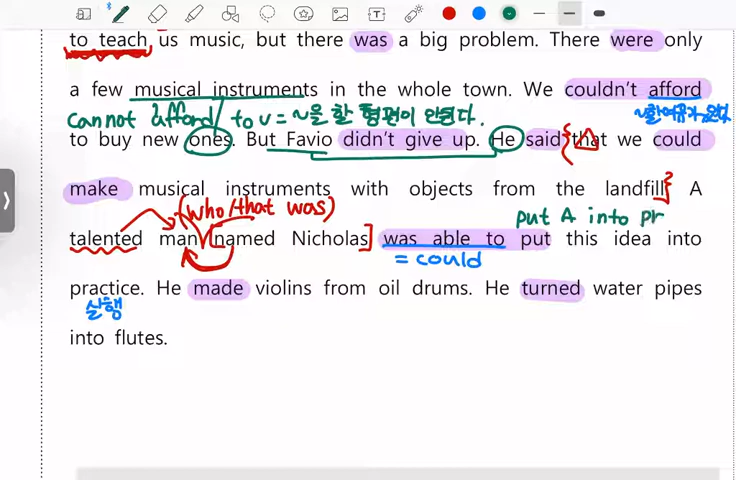 to teach us music, but there was a big problem. There were only
a few musical instruments in the whole town. We couldn't afford
cannot afford to v = ~을 할 형편이 안된다.
to buy new ones. But Favio didn't give up. He said that we could
make musical instruments with objects from the landfill. A
(who/that was)
put A into pr
talented man named Nicholas was able to put this idea into
= could
practice. He made violins from oil drums. He turned water pipes
실행
into flutes.